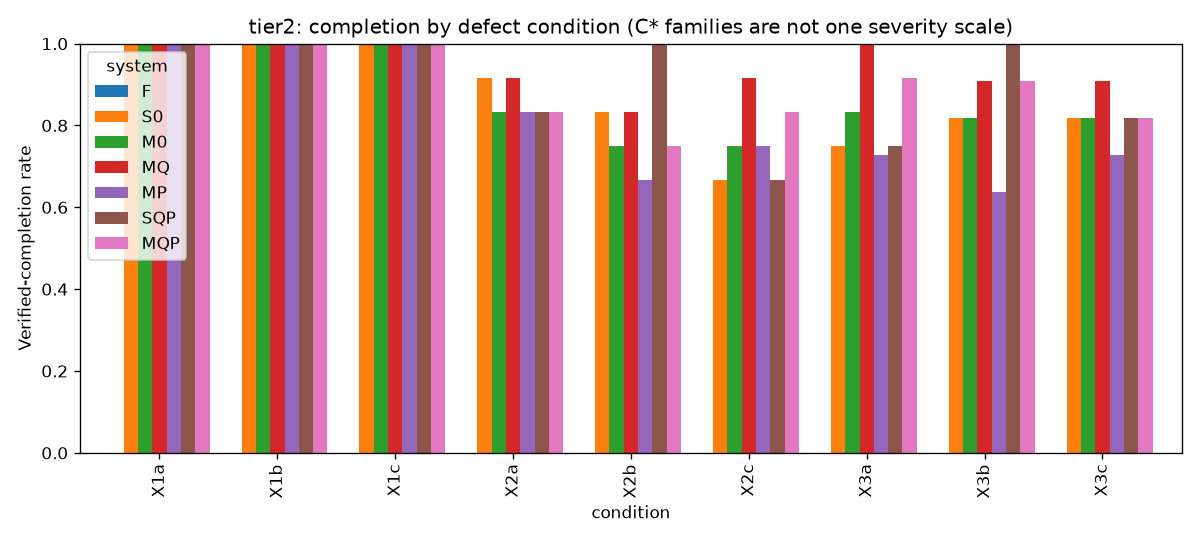 tier2: completion by defect condition (C* families are not one severity scale)
Verified-completion rate
1.0
0.8
0.6
0.4
0.2
0.0
system
F
S0
M0
MQ
MP
SQP
MQP
X1a
X1b
X1c
X2a
X2b
X2c
X3a
X3b
X3c
condition